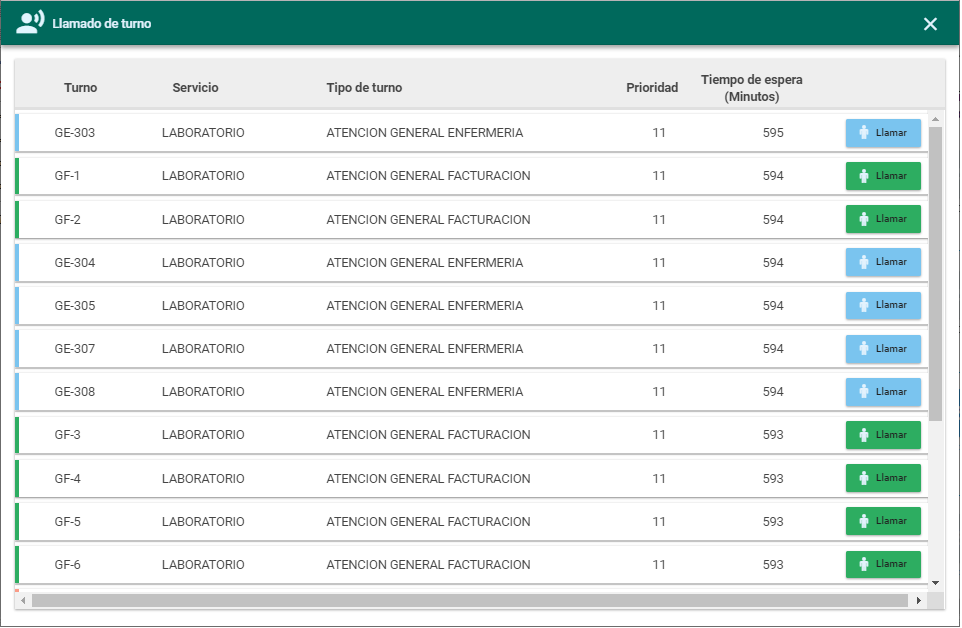 Llamado de turno
Turno Servicio Tipo de turno Prioridad Tiempo de espera (Minutos)
GE-303 LABORATORIO ATENCION GENERAL ENFERMERIA 11 595 Llamar
GF-1 LABORATORIO ATENCION GENERAL FACTURACION 11 594 Llamar
GF-2 LABORATORIO ATENCION GENERAL FACTURACION 11 594 Llamar
GE-304 LABORATORIO ATENCION GENERAL ENFERMERIA 11 594 Llamar
GE-305 LABORATORIO ATENCION GENERAL ENFERMERIA 11 594 Llamar
GE-307 LABORATORIO ATENCION GENERAL ENFERMERIA 11 594 Llamar
GE-308 LABORATORIO ATENCION GENERAL ENFERMERIA 11 594 Llamar
GF-3 LABORATORIO ATENCION GENERAL FACTURACION 11 593 Llamar
GF-4 LABORATORIO ATENCION GENERAL FACTURACION 11 593 Llamar
GF-5 LABORATORIO ATENCION GENERAL FACTURACION 11 593 Llamar
GF-6 LABORATORIO ATENCION GENERAL FACTURACION 11 593 Llamar